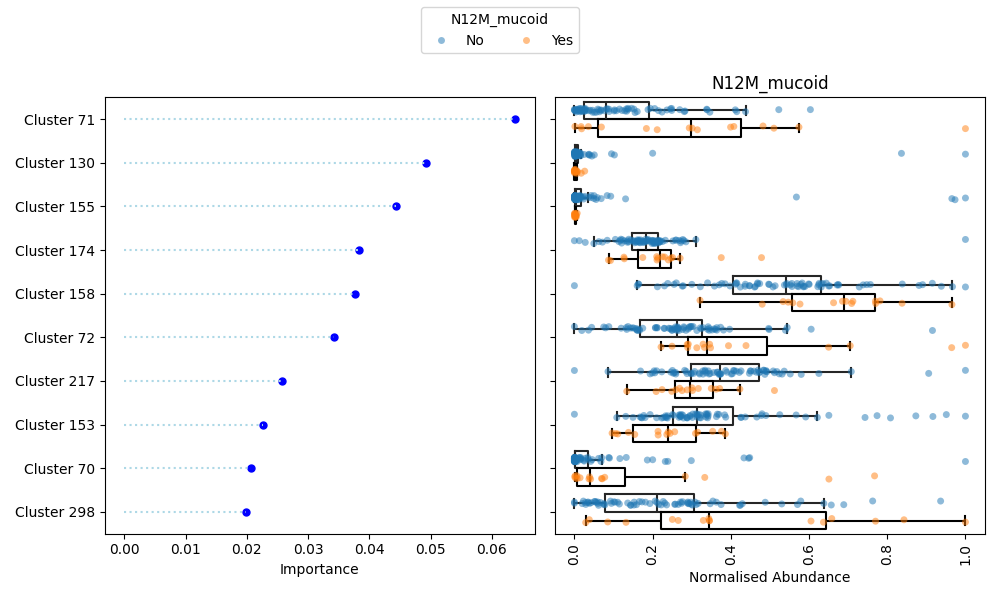 N12M_mucoid
No Yes
N12M_mucoid
Cluster 71
Cluster 130
Cluster 155
Cluster 174
Cluster 158
Cluster 72
Cluster 217
Cluster 153
Cluster 70
Cluster 298
0.00 0.01 0.02 0.03 0.04 0.05 0.06
Importance
0.0 0.2 0.4 0.6 0.8 1.0
Normalised Abundance